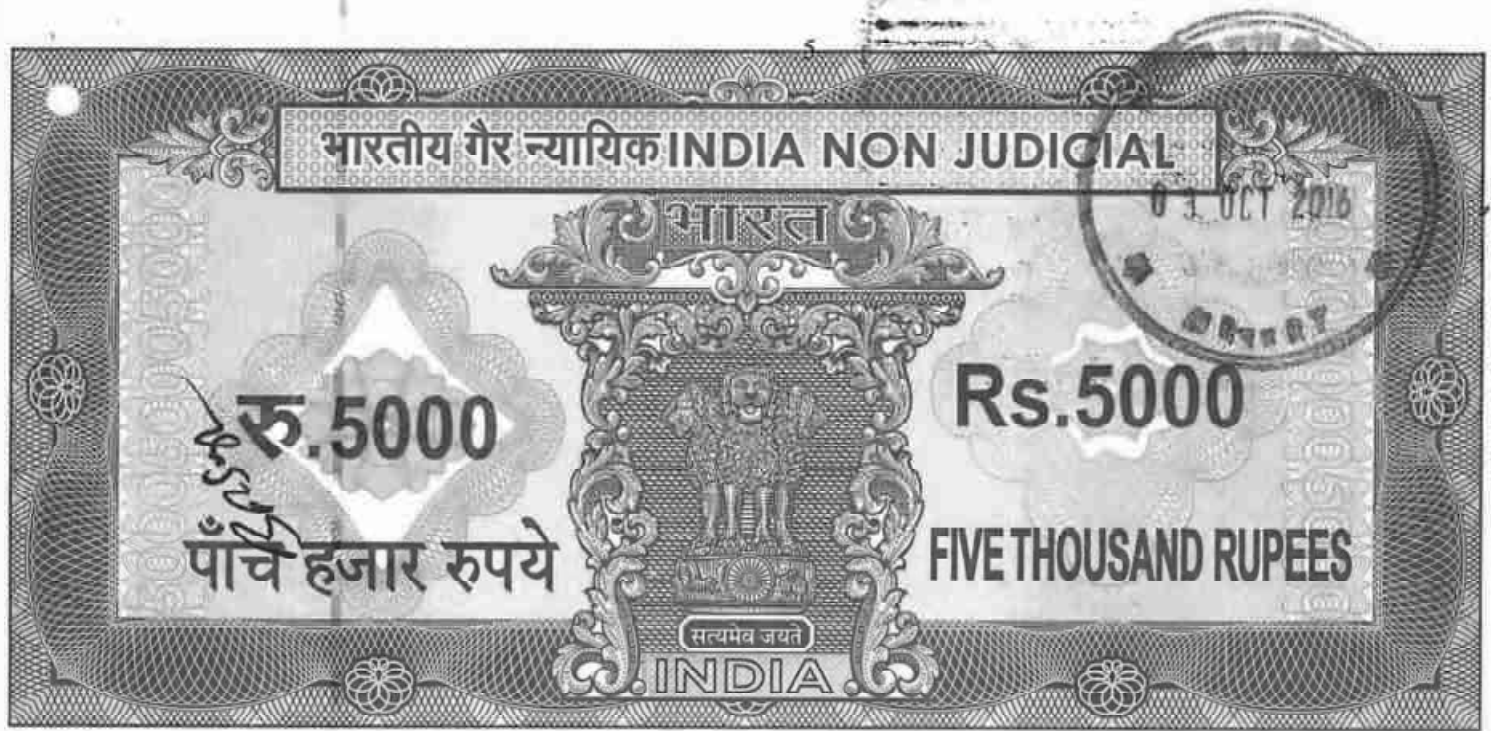 5
भारतीय गैर न्यायिक INDIA NON JUDICIAL
भारत
OCT 2016
रु.5000
Rs.5000
पाँच हजार रुपये
FIVE THOUSAND RUPEES
सत्यमेव जयते
INDIA